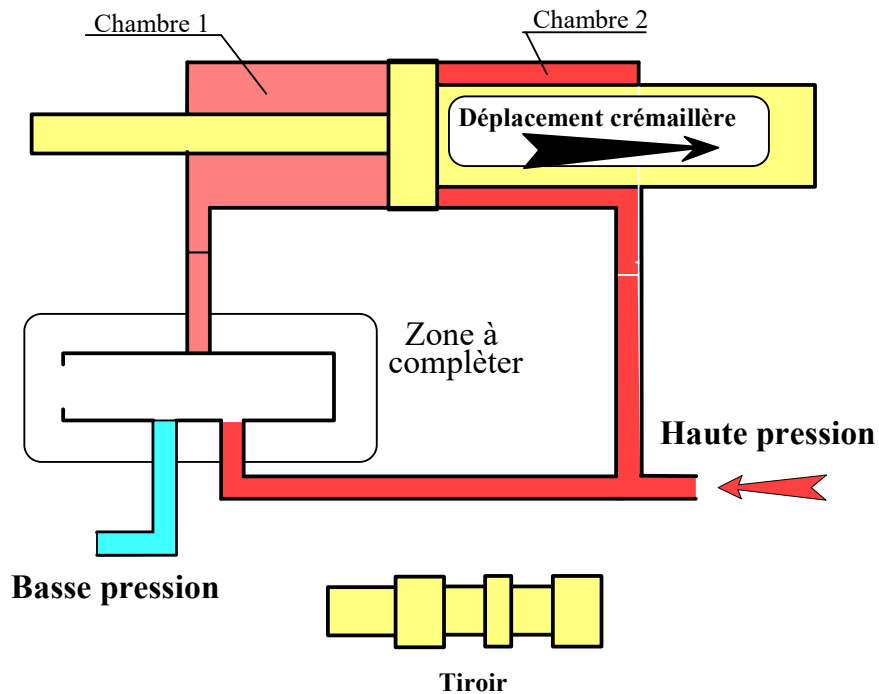 Chambre 1
Chambre 2
Déplacement crémaillère
Zone à
complèter
Haute pression
Basse pression
Tiroir